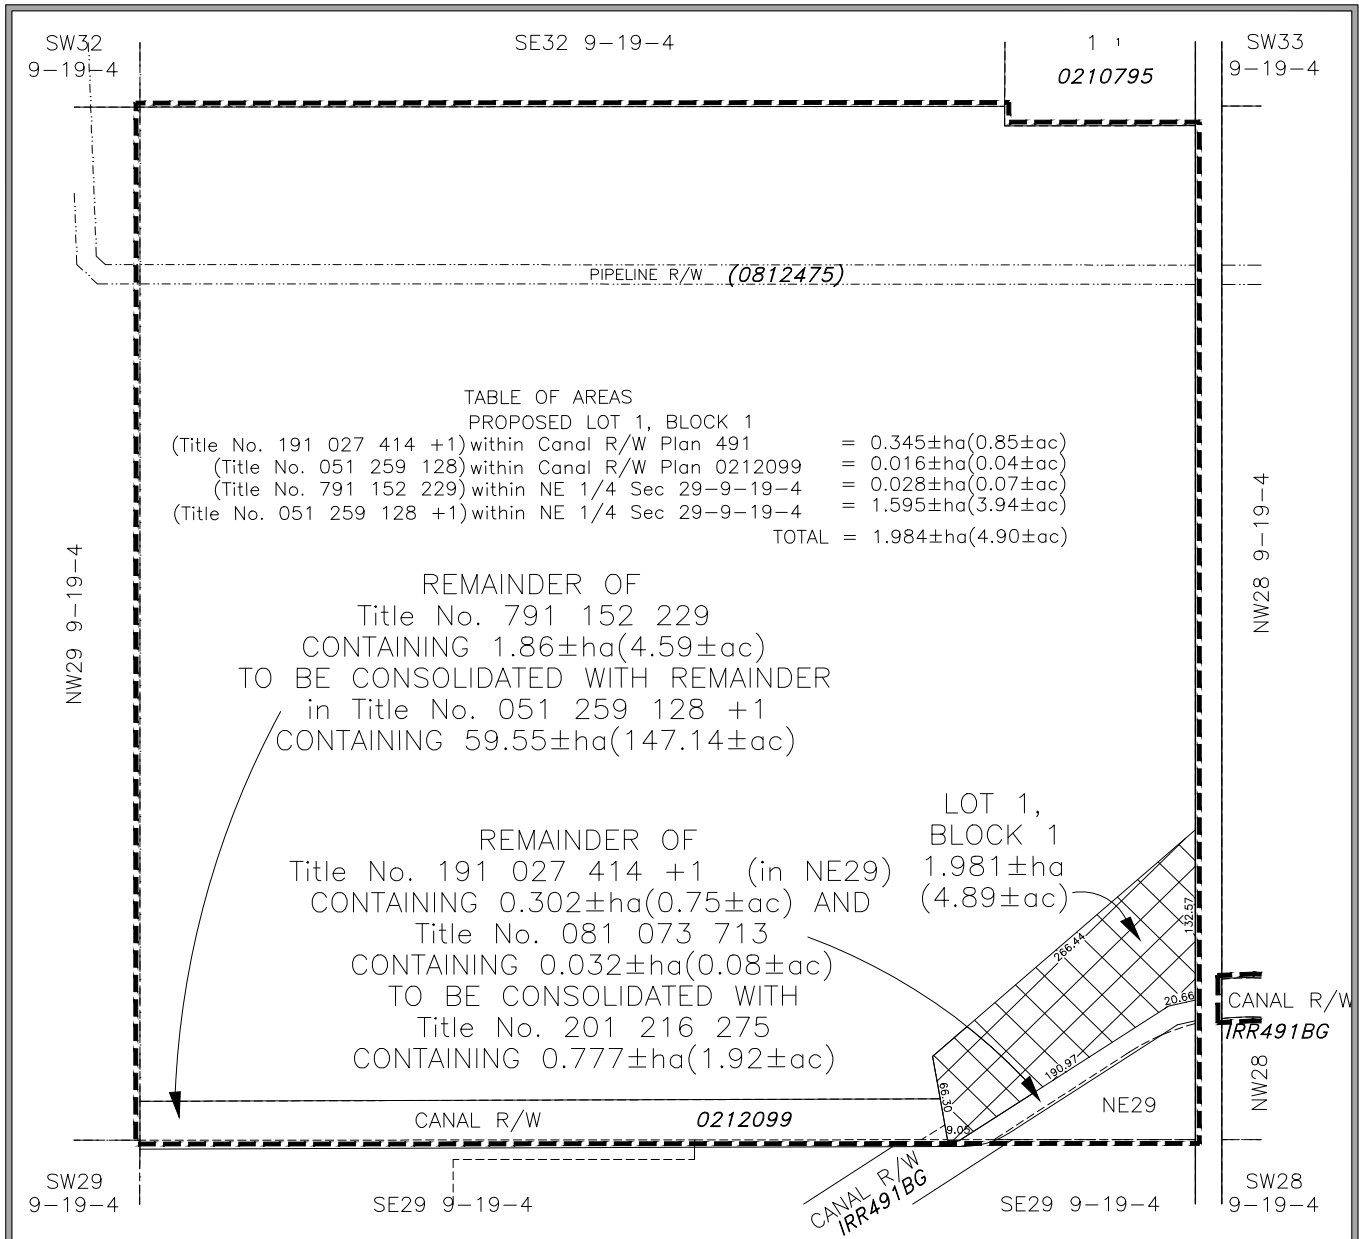 SW32
9-19-4
SE32 9-19-4
1 1
0210795
SW33
9-19-4
PIPELINE R/W (0812475)
TABLE OF AREAS
PROPOSED LOT 1, BLOCK 1
(Title No. 191 027 414 +1) within Canal R/W Plan 491 = 0.345±ha(0.85±ac)
(Title No. 051 259 128) within Canal R/W Plan 0212099 = 0.016±ha(0.04±ac)
(Title No. 791 152 229) within NE 1/4 Sec 29-9-19-4 = 0.028±ha(0.07±ac)
(Title No. 051 259 128 +1) within NE 1/4 Sec 29-9-19-4 = 1.595±ha(3.94±ac)
TOTAL = 1.984±ha(4.90±ac)
NW29 9-19-4
NW28 9-19-4
REMAINDER OF
Title No. 791 152 229
CONTAINING 1.86±ha(4.59±ac)
TO BE CONSOLIDATED WITH REMAINDER
in Title No. 051 259 128 +1
CONTAINING 59.55±ha(147.14±ac)
LOT 1,
BLOCK 1
1.981±ha
(4.89±ac)
REMAINDER OF
Title No. 191 027 414 +1 (in NE29)
CONTAINING 0.302±ha(0.75±ac) AND
Title No. 081 073 713
CONTAINING 0.032±ha(0.08±ac)
TO BE CONSOLIDATED WITH
Title No. 201 216 275
CONTAINING 0.777±ha(1.92±ac)
132.57
266.44
20.66
190.97
66.30
9.05
CANAL R/W
IRR491BG
NW28
NE29
CANAL R/W 0212099
SW29
9-19-4
SE29 9-19-4
CANAL R/W
IRR491BG
SE29 9-19-4
SW28
9-19-4